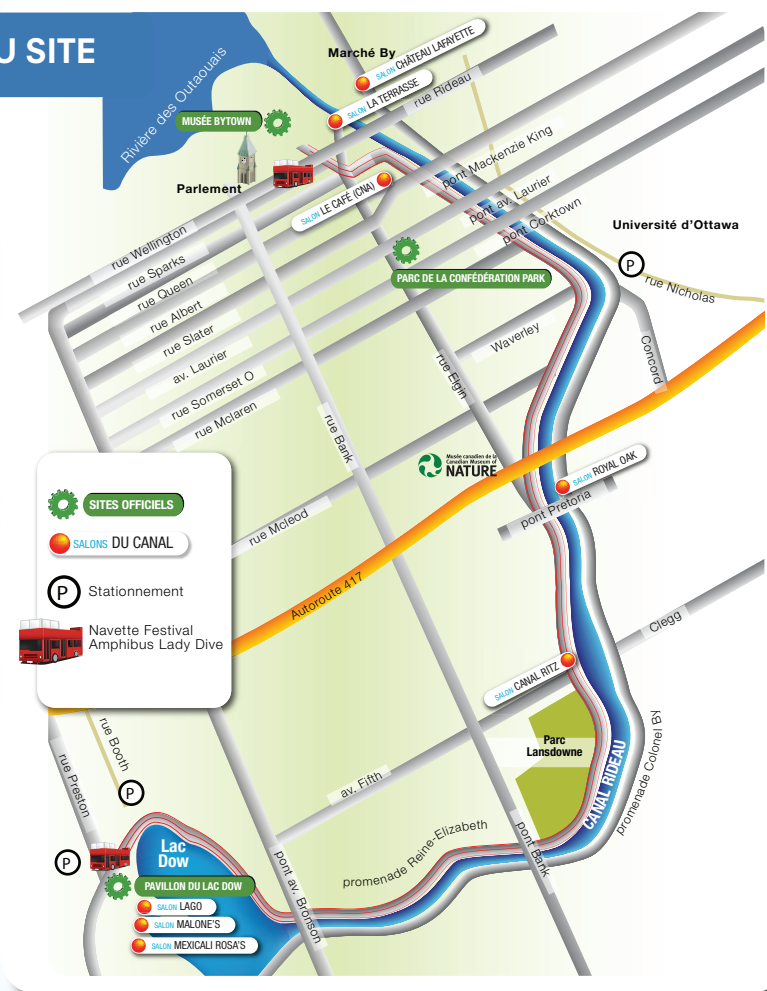 U SITE
Marché By
SALON CHÂTEAU LAFAYETTE
SALON LA TERRASSE
rue Rideau
Rivière des Outaouais
MUSÉE BYTOWN
Parlement
SALON LE CAFÉ (CNA)
pont Mackenzie King
pont av. Laurier
pont Corktown
Université d'Ottawa
P
rue Nicholas
PARC DE LA CONFÉDÉRATION PARK
rue Wellington
rue Sparks
rue Queen
rue Albert
rue Slater
av. Laurier
rue Somerset O
rue Mclaren
Waverley
Concord
rue Elgin
rue Bank
Musée canadien de la
Canadian Museum of
NATURE
SALON ROYAL OAK
pont Pretoria
rue Mcleod
Autoroute 417
SITES OFFICIELS
SALONS DU CANAL
P Stationnement
Navette Festival
Amphibus Lady Dive
Clegg
SALON CANAL RITZ
Parc
Lansdowne
CANAL RIDEAU
promenade Colonel By
rue Booth
rue Preston
P
av. Fifth
promenade Reine-Elizabeth
pont Bank
pont av. Bronson
P
Lac
Dow
PAVILLON DU LAC DOW
SALON LAGO
SALON MALONE'S
SALON MEXICALI ROSA'S